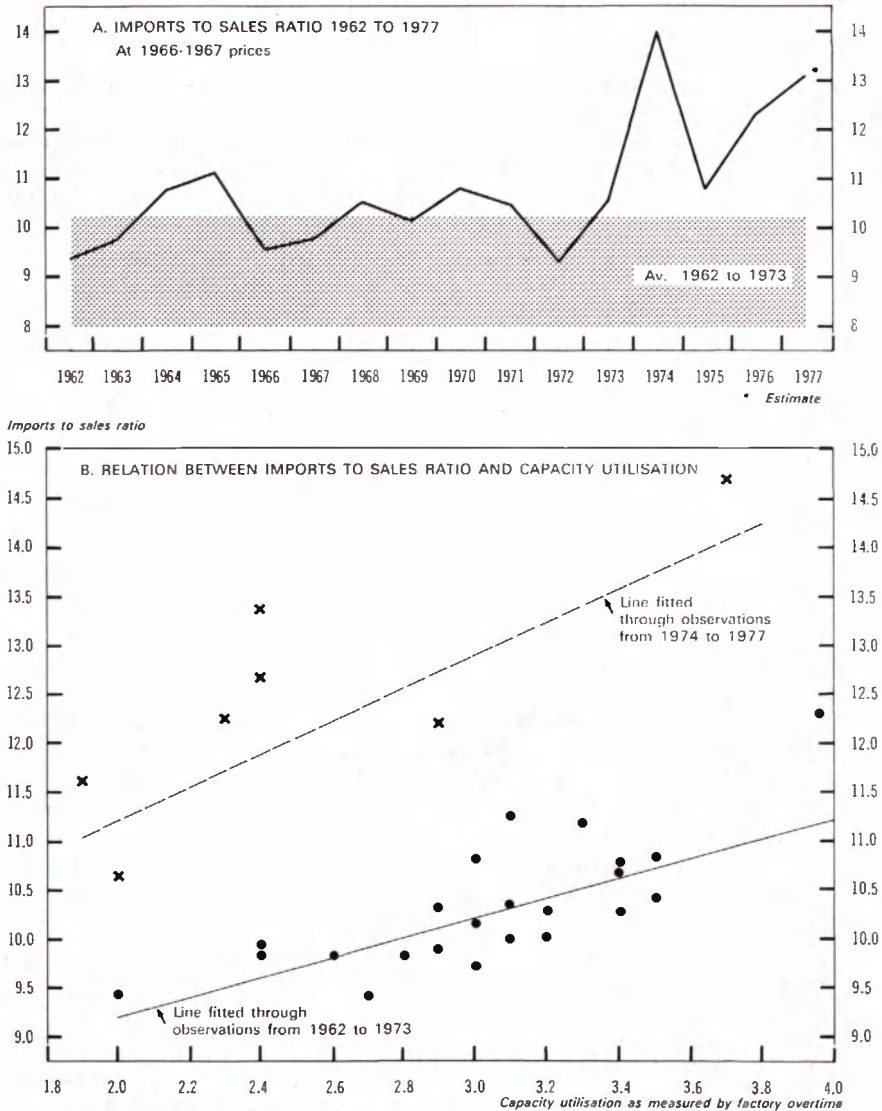 A. IMPORTS TO SALES RATIO 1962 TO 1977
At 1966-1967 prices
14 14
13 13
12 12
11 11
10 10
9 9
8 8
Av. 1962 to 1973
1962 1963 1964 1965 1966 1967 1968 1969 1970 1971 1972 1973 1974 1975 1976 1977
* Estimate
Imports to sales ratio
B. RELATION BETWEEN IMPORTS TO SALES RATIO AND CAPACITY UTILISATION
15.0 15.0
14.5 14.5
14.0 14.0
13.5 13.5
Line fitted
through observations
from 1974 to 1977
13.0 13.0
12.5 12.5
12.0 12.0
11.5 11.5
11.0 11.0
10.5 10.5
10.0 10.0
9.5 9.5
Line fitted through
observations from 1962 to 1973
9.0 9.0
1.8 2.0 2.2 2.4 2.6 2.8 3.0 3.2 3.4 3.6 3.8 4.0
Capacity utilisation as measured by factory overtime